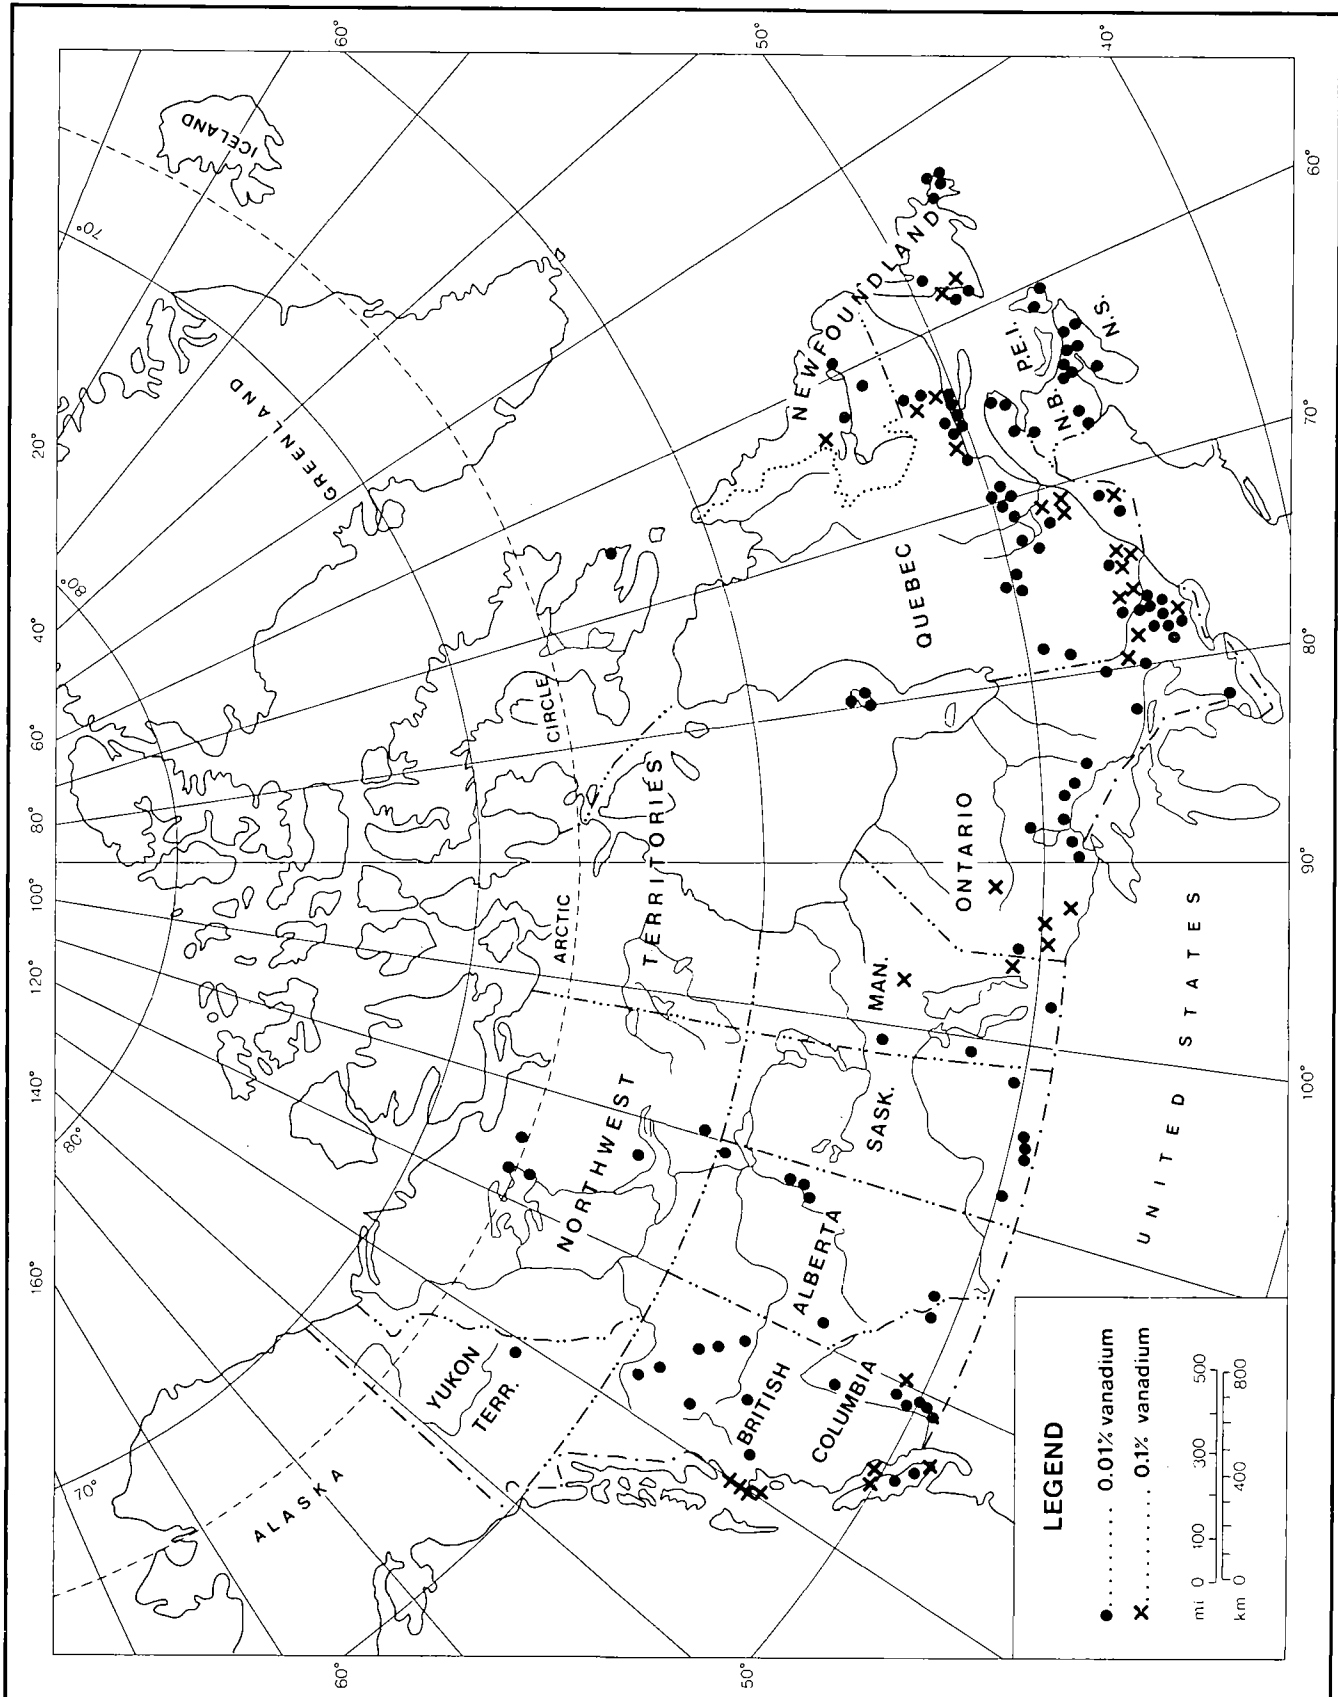 60°
50°
40°
ICELAND
70°
60°
GREENLAND
20°
80°
40°
60°
80°
100°
120°
140°
80°
160°
70°
60°
50°
NEWFOUNDLAND
P.E.I.
N.S.
N.B.
70°
QUEBEC
80°
CIRCLE
ARCTIC
NORTHWEST
TERRITORIES
ONTARIO
90°
MAN.
SASK.
100°
UNITED STATES
ALBERTA
BRITISH
COLUMBIA
YUKON
TERR.
ALASKA
LEGEND
●........ 0.01% vanadium
x......... 0.1% vanadium
mi 0 100 300 500
km 0 400 800